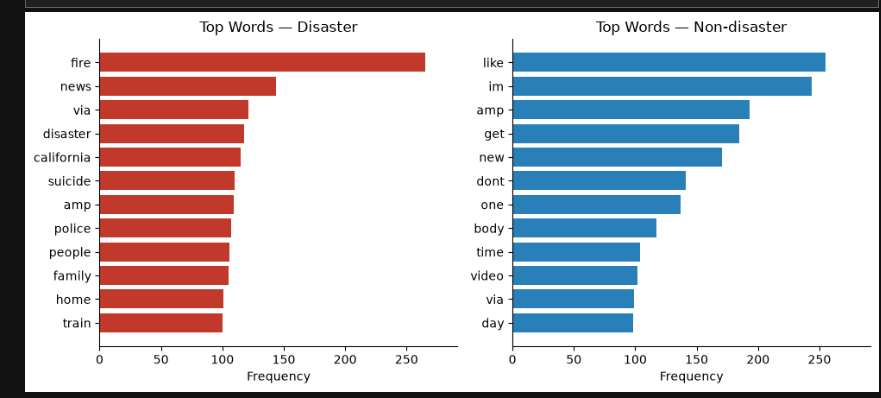 Top Words — Disaster
fire
news
via
disaster
california
suicide
amp
police
people
family
home
train
0 50 100 150 200 250
Frequency
Top Words — Non-disaster
like
im
amp
get
new
dont
one
body
time
video
via
day
0 50 100 150 200 250
Frequency